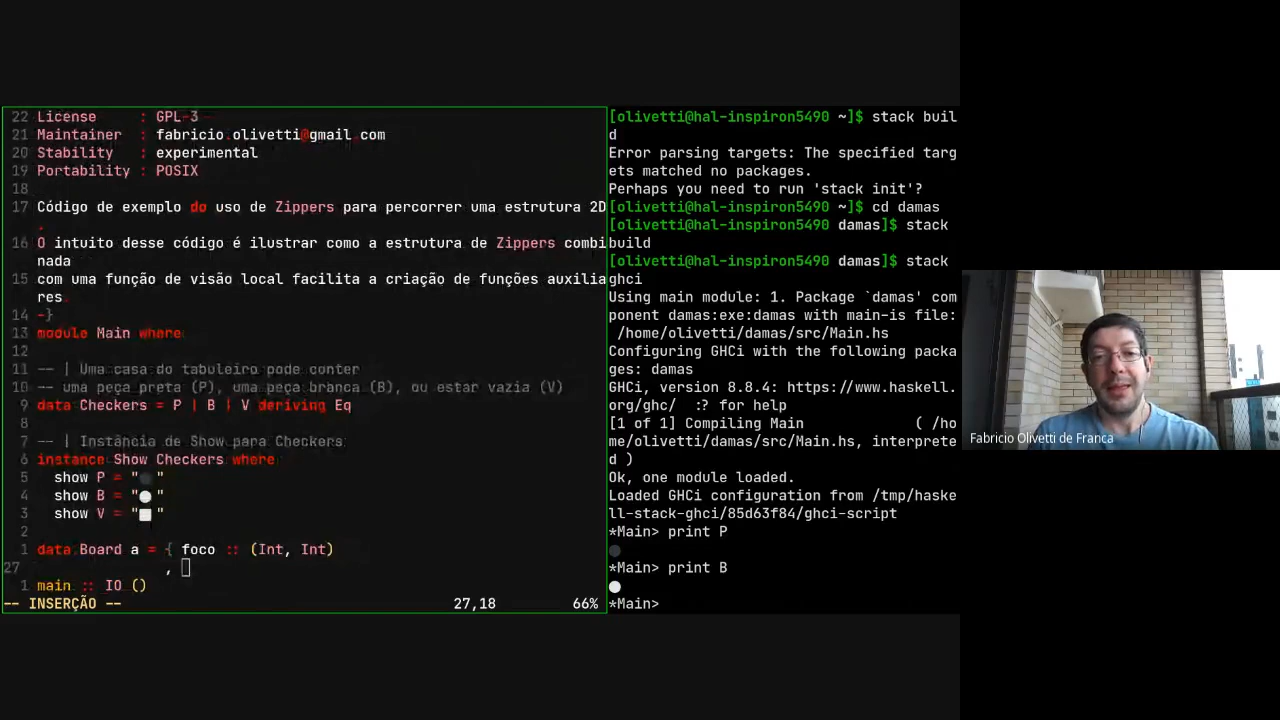 22 License     : GPL-3
21 Maintainer  : fabricio.olivetti@gmail.com
20 Stability   : experimental
19 Portability : POSIX
18
17 Código de exemplo do uso de Zippers para percorrer uma estrutura 2D
.
16 O intuito desse código é ilustrar como a estrutura de Zippers combi
nada
15 com uma função de visão local facilita a criação de funções auxilia
res.
14 -}
13 module Main where
12
11 -- | Uma casa do tabuleiro pode conter
10 -- uma peça preta (P), uma peça branca (B), ou estar vazia (V)
9 data Checkers = P | B | V deriving Eq
8
7 -- | Instância de Show para Checkers
6 instance Show Checkers where
5   show P = "⚫"
4   show B = "⚪"
3   show V = "⬜"
2
1 data Board a = { foco :: (Int, Int)
27                , 
1 main :: IO ()
-- INSERÇÃO --                    27,18          66%
[olivetti@hal-inspiron5490 ~]$ stack buil
d
Error parsing targets: The specified targ
ets matched no packages.
Perhaps you need to run 'stack init'?
[olivetti@hal-inspiron5490 ~]$ cd damas
[olivetti@hal-inspiron5490 damas]$ stack
build
[olivetti@hal-inspiron5490 damas]$ stack
ghci
Using main module: 1. Package `damas' com
ponent damas:exe:damas with main-is file:
 /home/olivetti/damas/src/Main.hs
Configuring GHCi with the following packa
ges: damas
GHCi, version 8.8.4: https://www.haskell.
org/ghc/  :? for help
[1 of 1] Compiling Main             ( /ho
me/olivetti/damas/src/Main.hs, interprete
d )
Ok, one module loaded.
Loaded GHCi configuration from /tmp/haske
ll-stack-ghci/85d63f84/ghci-script
*Main> print P
⚫
*Main> print B
⚪
*Main>
Fabricio Olivetti de Franca